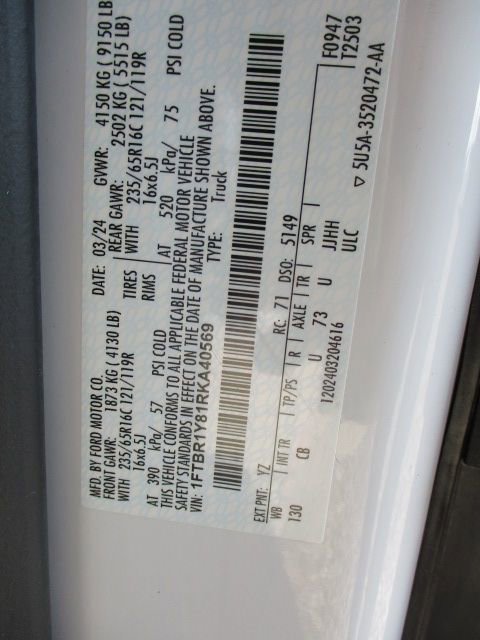 MFD. BY FORD MOTOR CO. DATE: 03/24 GVWR: 4150 KG ( 9150 LB)
FRONT GAWR: 1873 KG ( 4130 LB) REAR GAWR: 2502 KG ( 5515 LB)
WITH 235/65R16C 121/119R TIRES WITH 235/65R16C 121/119R
16x6.5J RIMS 16x6.5J
AT 390 kPa/ 57 PSI COLD AT 520 kPa/ 75 PSI COLD
THIS VEHICLE CONFORMS TO ALL APPLICABLE FEDERAL MOTOR VEHICLE
SAFETY STANDARDS IN EFFECT ON THE DATE OF MANUFACTURE SHOWN ABOVE.
VIN: 1FTBR1Y81RKA40569 TYPE: Truck
F0947
T2503
EXT PNT: YZ RC: 71 DSO: 5149
WB INT TR TP/PS R AXLE TR SPR
130 CB U 73 U JJHH
1202403204616 ULC
▽ 5U5A-3520472-AA